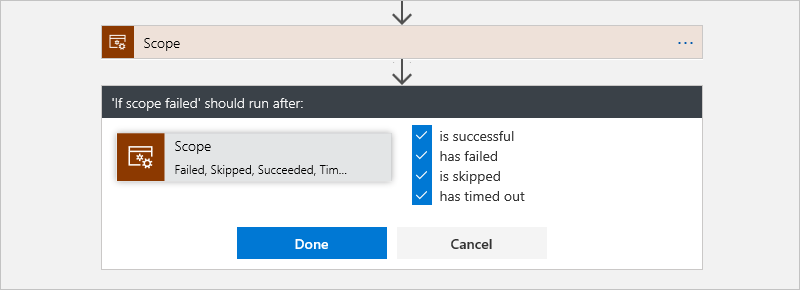 Scope
...
'If scope failed' should run after:
Scope
Failed, Skipped, Succeeded, Tim...
is successful
has failed
is skipped
has timed out
Done
Cancel